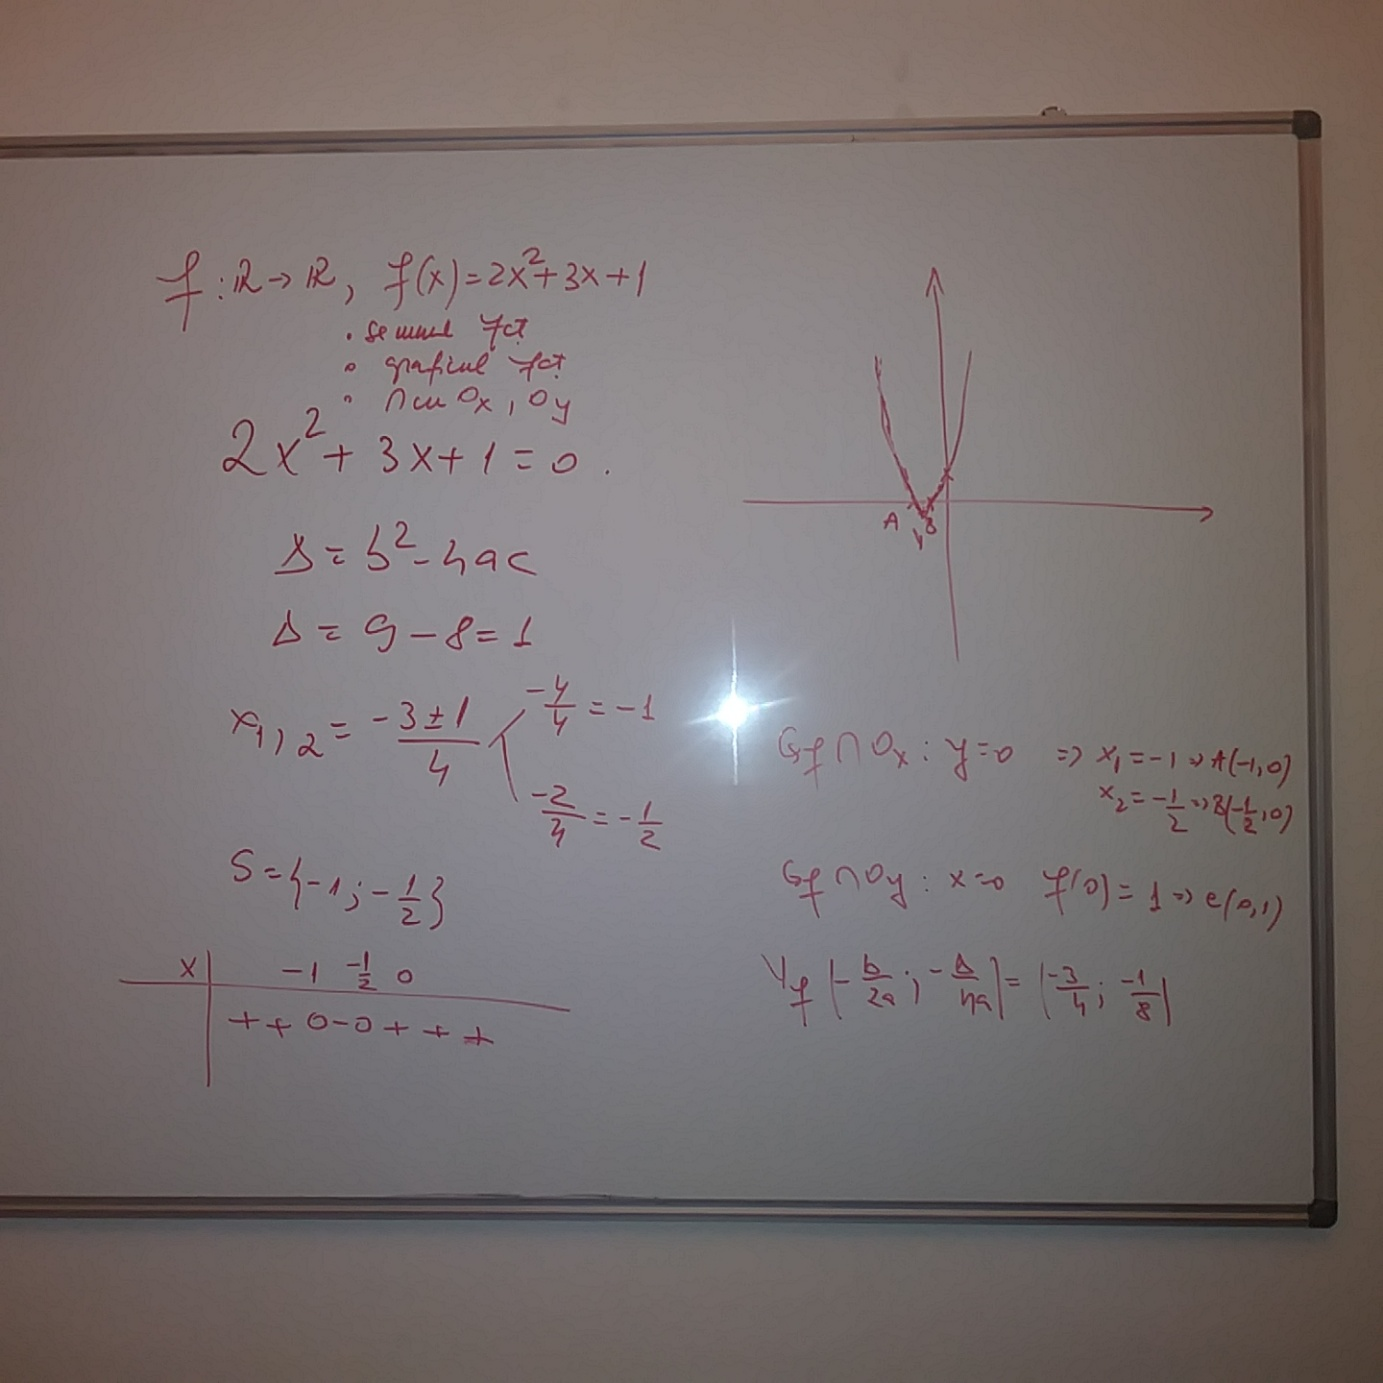 f : ℝ → ℝ, f(x) = 2x² + 3x + 1
• semnul fct
• graficul fct
• ∩ cu Ox, Oy
2x² + 3x + 1 = 0.
Δ = b² - 4ac
Δ = 9 - 8 = 1
x₁,₂ = (-3 ± 1)/4
-4/4 = -1
-2/4 = -1/2
S = {-1; -1/2}
x | -1 -1/2 0
+ + 0 - 0 + + +
A V B
Gf ∩ Ox : y = 0 => x₁ = -1 => A(-1, 0)
x₂ = -1/2 => B(-1/2, 0)
Gf ∩ Oy : x = 0 f(0) = 1 => C(0, 1)
Vf (-b/2a ; -Δ/4a) = (-3/4 ; -1/8)